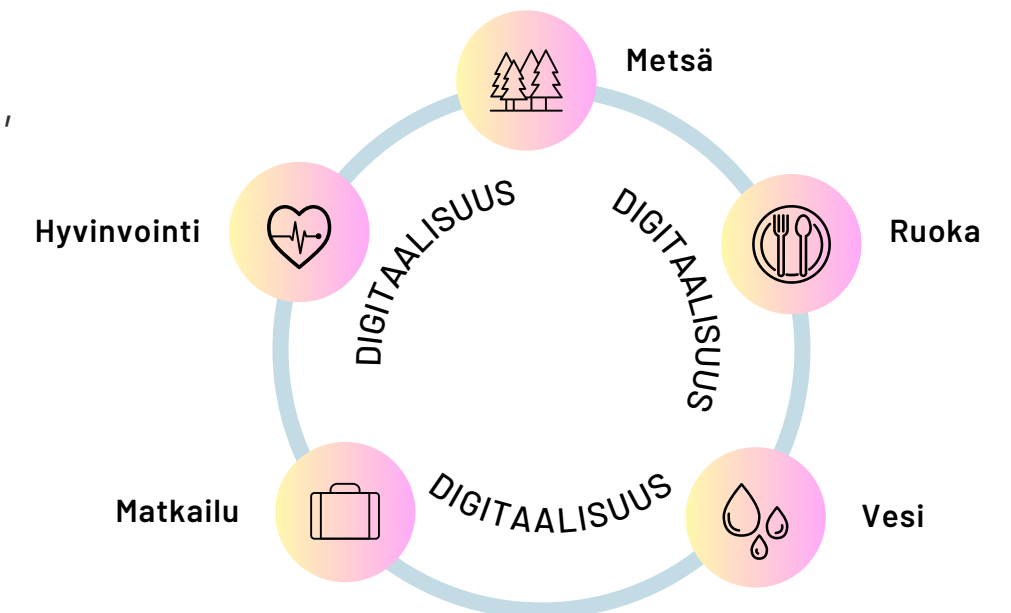 Metsä
,
Hyvinvointi
DIGITAALISUUS
DIGITAALISUUS
Ruoka
Matkailu
DIGITAALISUUS
Vesi